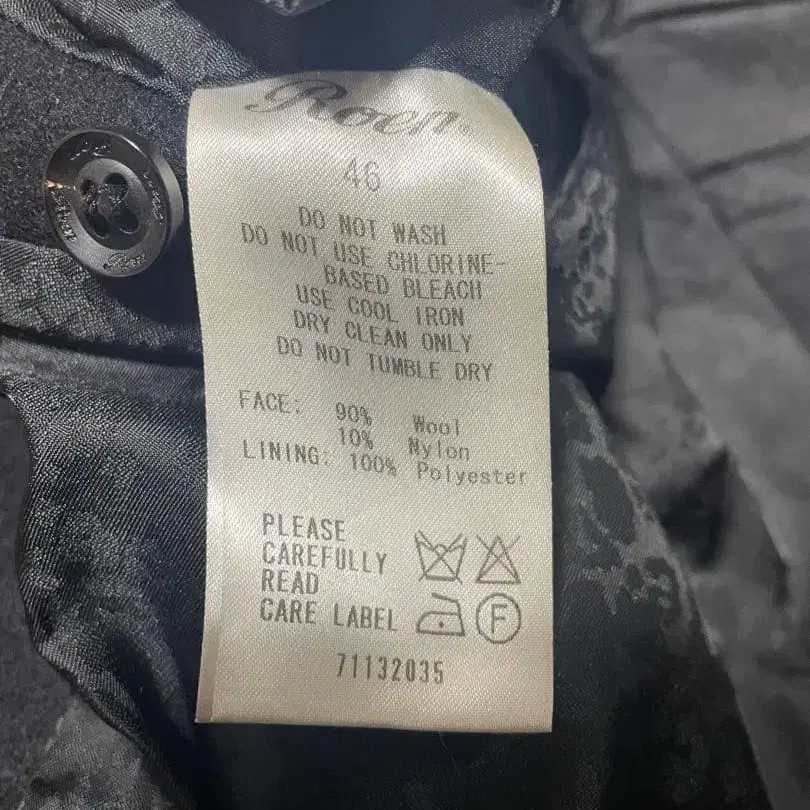 Roen
46
DO NOT WASH
DO NOT USE CHLORINE-
BASED BLEACH
USE COOL IRON
DRY CLEAN ONLY
DO NOT TUMBLE DRY
FACE: 90% Wool
10% Nylon
LINING: 100% Polyester
PLEASE
CAREFULLY
READ
CARE LABEL
F
71132035